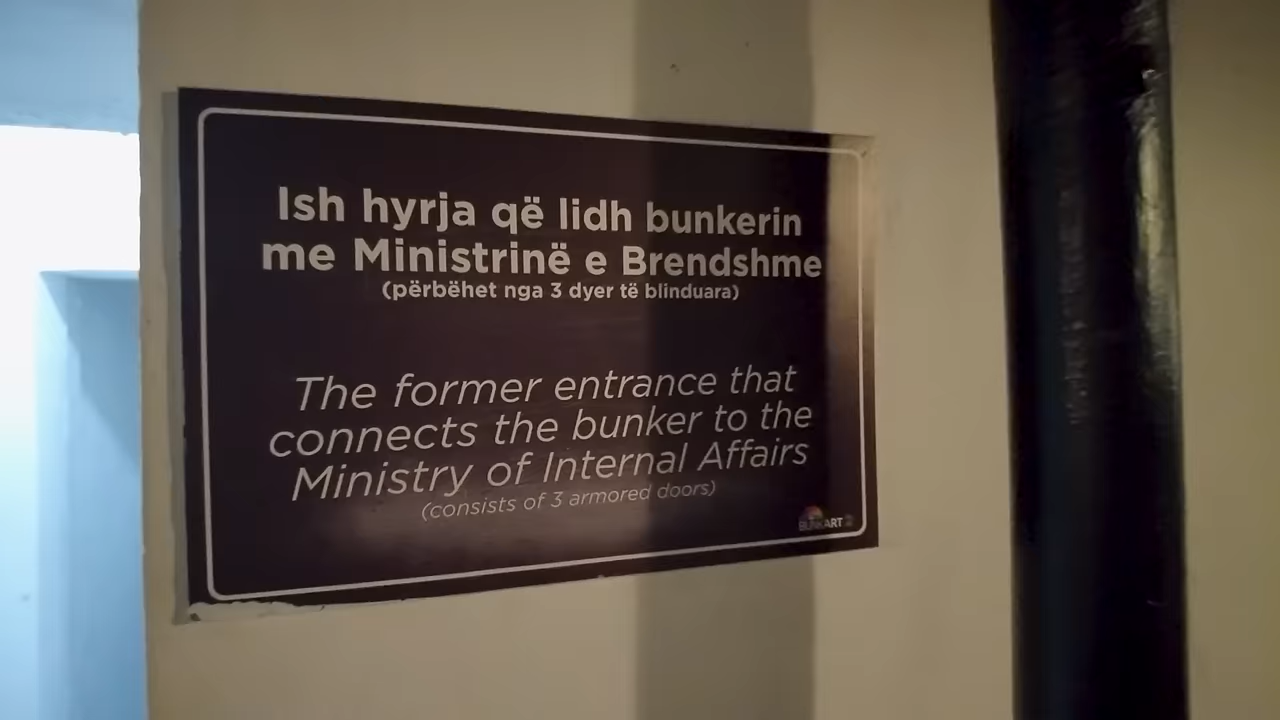 Ish hyrja që lidh bunkerin
me Ministrinë e Brendshme
(përbëhet nga 3 dyer të blinduara)
The former entrance that
connects the bunker to the
Ministry of Internal Affairs
(consists of 3 armored doors)
BUNKART 2